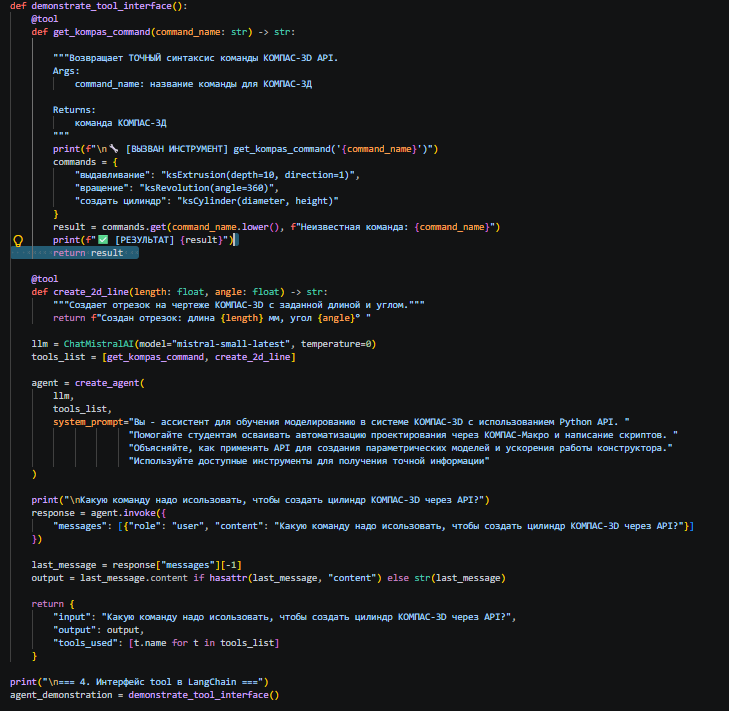 def demonstrate_tool_interface():
    @tool
    def get_kompas_command(command_name: str) -> str:

        """Возвращает ТОЧНЫЙ синтаксис команды КОМПАС-3D API.
        Args:
            command_name: название команды для КОМПАС-3Д

        Returns:
            команда КОМПАС-3Д
        """
        print(f"\n🔧 [ВЫЗВАН ИНСТРУМЕНТ] get_kompas_command('{command_name}')")
        commands = {
            "выдавливание": "ksExtrusion(depth=10, direction=1)",
            "вращение": "ksRevolution(angle=360)",
            "создать цилиндр": "ksCylinder(diameter, height)"
        }
        result = commands.get(command_name.lower(), f"Неизвестная команда: {command_name}")
        print(f"✅ [РЕЗУЛЬТАТ] {result}")
        return result

    @tool
    def create_2d_line(length: float, angle: float) -> str:
        """Создает отрезок на чертеже КОМПАС-3D с заданной длиной и углом."""
        return f"Создан отрезок: длина {length} мм, угол {angle}° "

    llm = ChatMistralAI(model="mistral-small-latest", temperature=0)
    tools_list = [get_kompas_command, create_2d_line]

    agent = create_agent(
        llm,
        tools_list,
        system_prompt="Вы - ассистент для обучения моделированию в системе КОМПАС-3D с использованием Python API. "
                      "Помогайте студентам осваивать автоматизацию проектирования через КОМПАС-Макро и написание скриптов. "
                      "Объясняйте, как применять API для создания параметрических моделей и ускорения работы конструктора."
                      "Используйте доступные инструменты для получения точной информации"
    )

    print("\nКакую команду надо исользовать, чтобы создать цилиндр КОМПАС-3D через API?")
    response = agent.invoke({
        "messages": [{"role": "user", "content": "Какую команду надо исользовать, чтобы создать цилиндр КОМПАС-3D через API?"}]
    })

    last_message = response["messages"][-1]
    output = last_message.content if hasattr(last_message, "content") else str(last_message)

    return {
        "input": "Какую команду надо исользовать, чтобы создать цилиндр КОМПАС-3D через API?",
        "output": output,
        "tools_used": [t.name for t in tools_list]
    }

print("\n=== 4. Интерфейс tool в LangChain ===")
agent_demonstration = demonstrate_tool_interface()